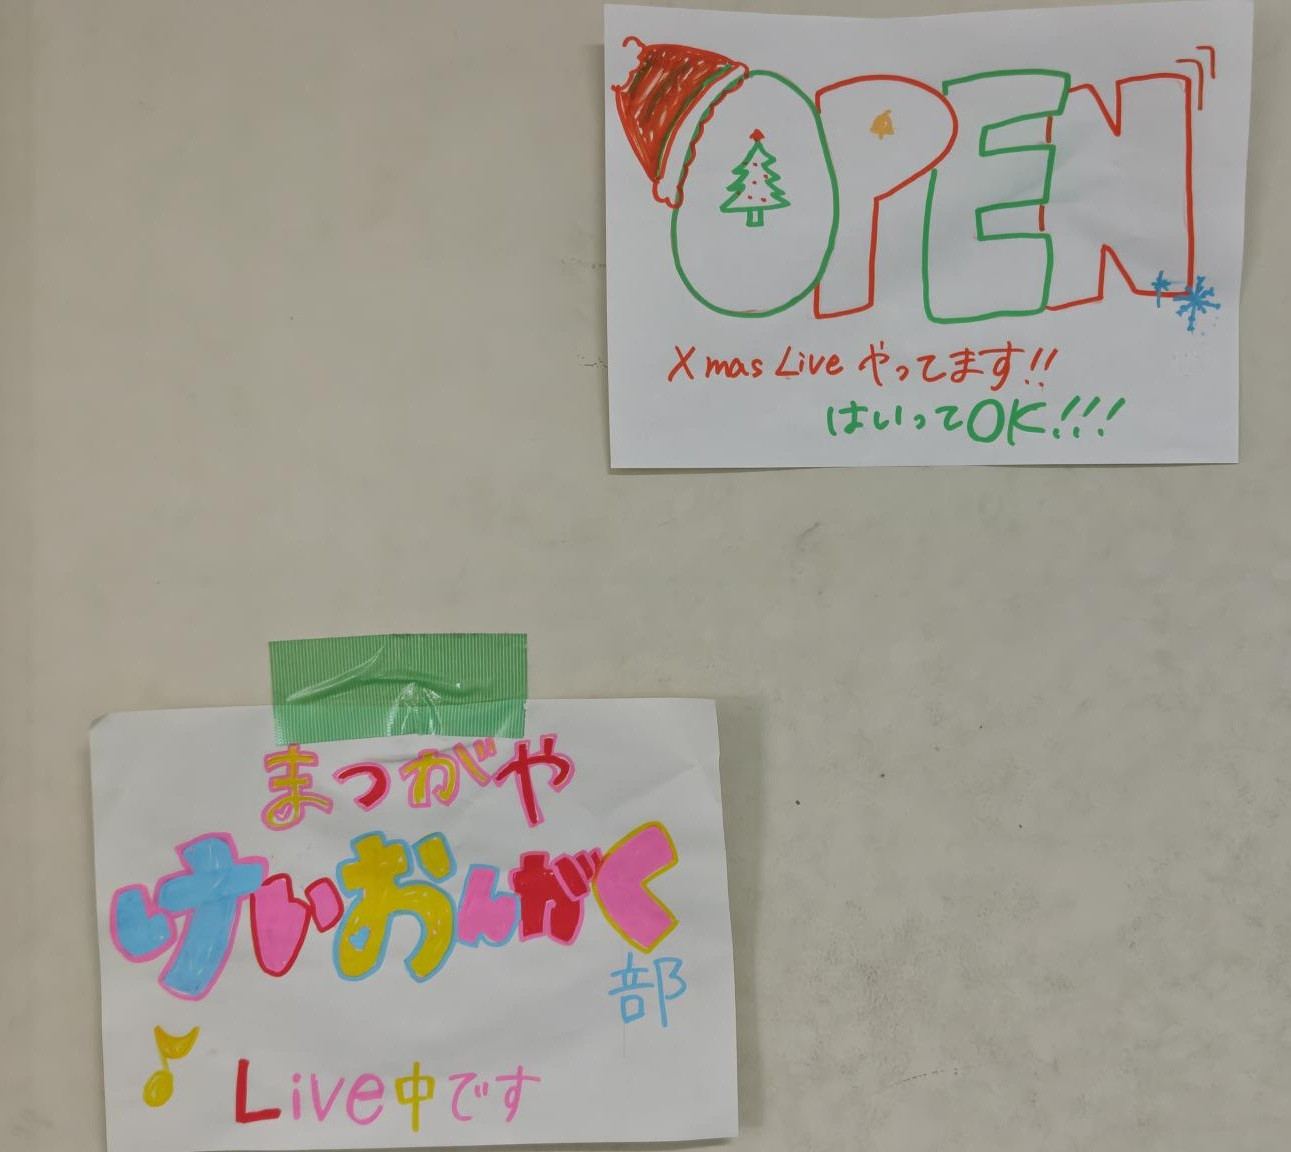 OPEN
Xmas Live やってます!!
はいってOK!!!
まつがや
けいおんがく
部
Live中です